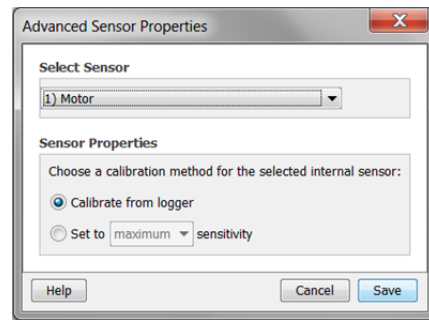 Advanced Sensor Properties
Select Sensor
1) Motor
Sensor Properties
Choose a calibration method for the selected internal sensor:
Calibrate from logger
Set to maximum sensitivity
Help Cancel Save